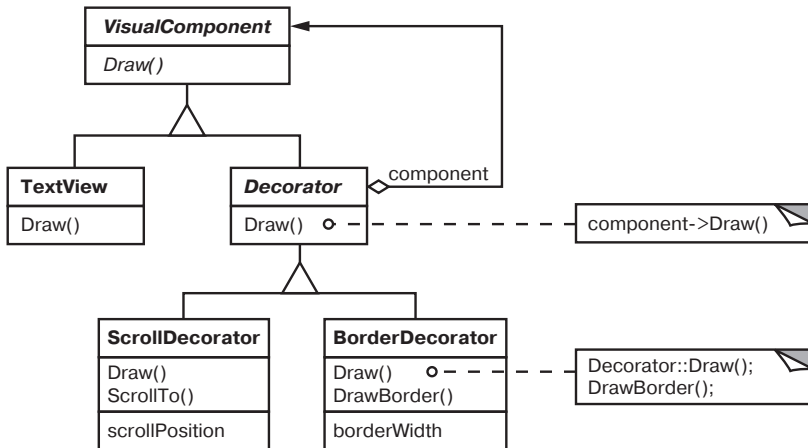 VisualComponent
Draw()
TextView
Draw()
Decorator
Draw()
component
component->Draw()
ScrollDecorator
Draw()
ScrollTo()
scrollPosition
BorderDecorator
Draw()
DrawBorder()
borderWidth
Decorator::Draw();
DrawBorder();